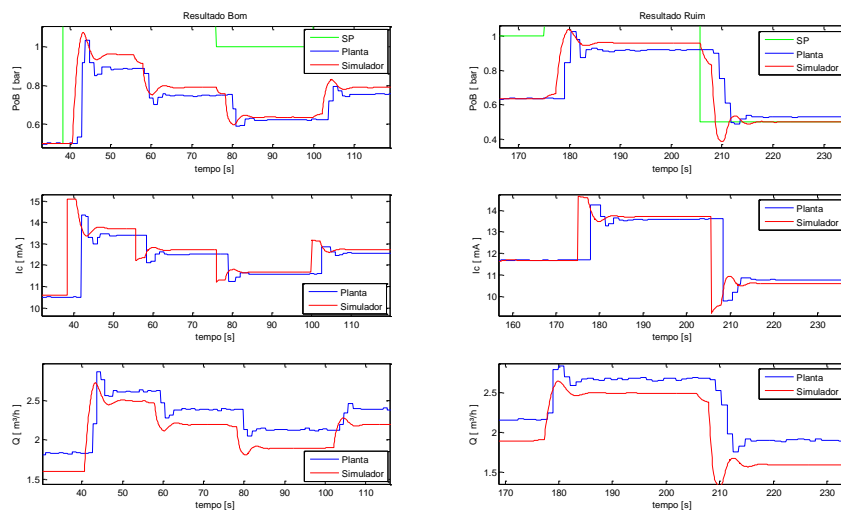 Resultado Bom
1
0.8
0.6
PoB [ bar]
40 50 60 70 80 90 100 110
tempo [s]
SP
Planta
Simulador
Resultado Ruim
1
0.8
0.6
0.4
PoB [ bar]
170 180 190 200 210 220 230
tempo [s]
SP
Planta
Simulador
15
14
13
12
11
10
Ic [ mA ]
40 50 60 70 80 90 100 110
tempo [s]
Planta
Simulador
14
12
10
Ic [ mA ]
160 170 180 190 200 210 220 230
tempo [s]
Planta
Simulador
2.5
2
1.5
Q [ m³/h ]
40 50 60 70 80 90 100 110
tempo [s]
Planta
Simulador
2.5
2
1.5
Q [ m³/h ]
170 180 190 200 210 220 230
tempo [s]
Planta
Simulador